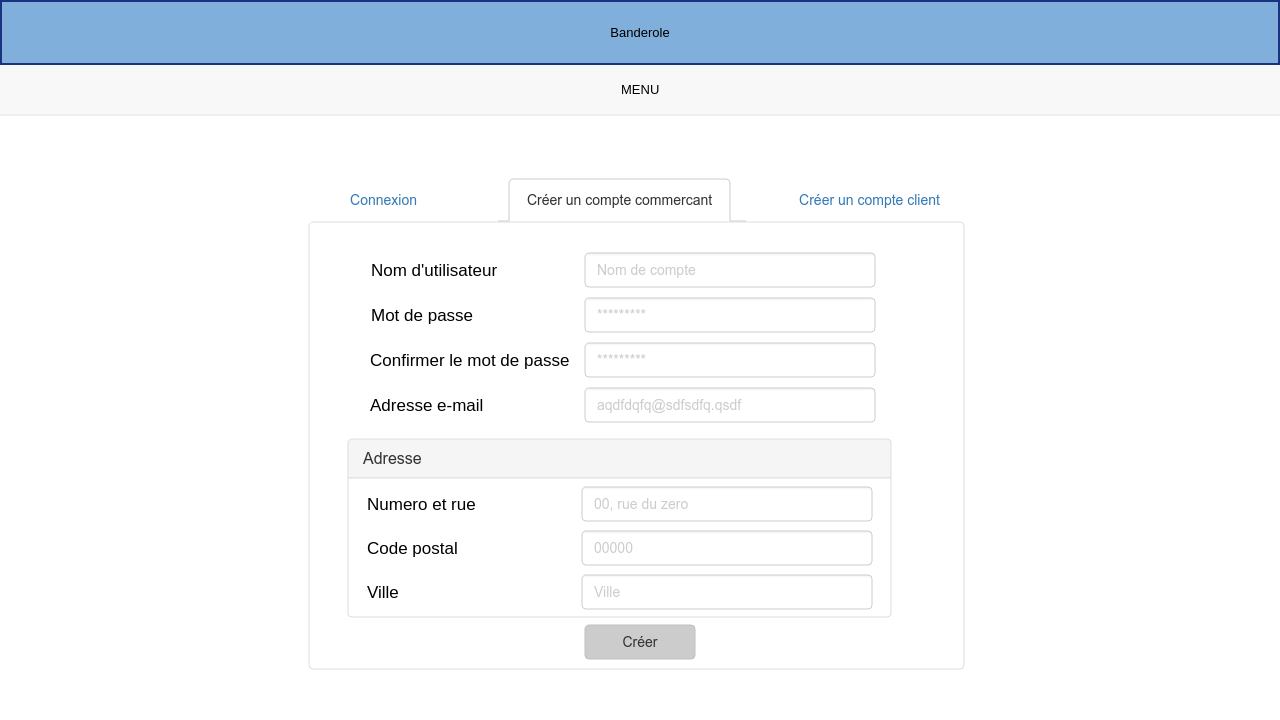 Banderole
MENU
Connexion
Créer un compte commercant
Créer un compte client
Nom d'utilisateur
Nom de compte
Mot de passe
*********
Confirmer le mot de passe
*********
Adresse e-mail
aqdfdqfq@sdfsdfq.qsdf
Adresse
Numero et rue
00, rue du zero
Code postal
00000
Ville
Ville
Créer